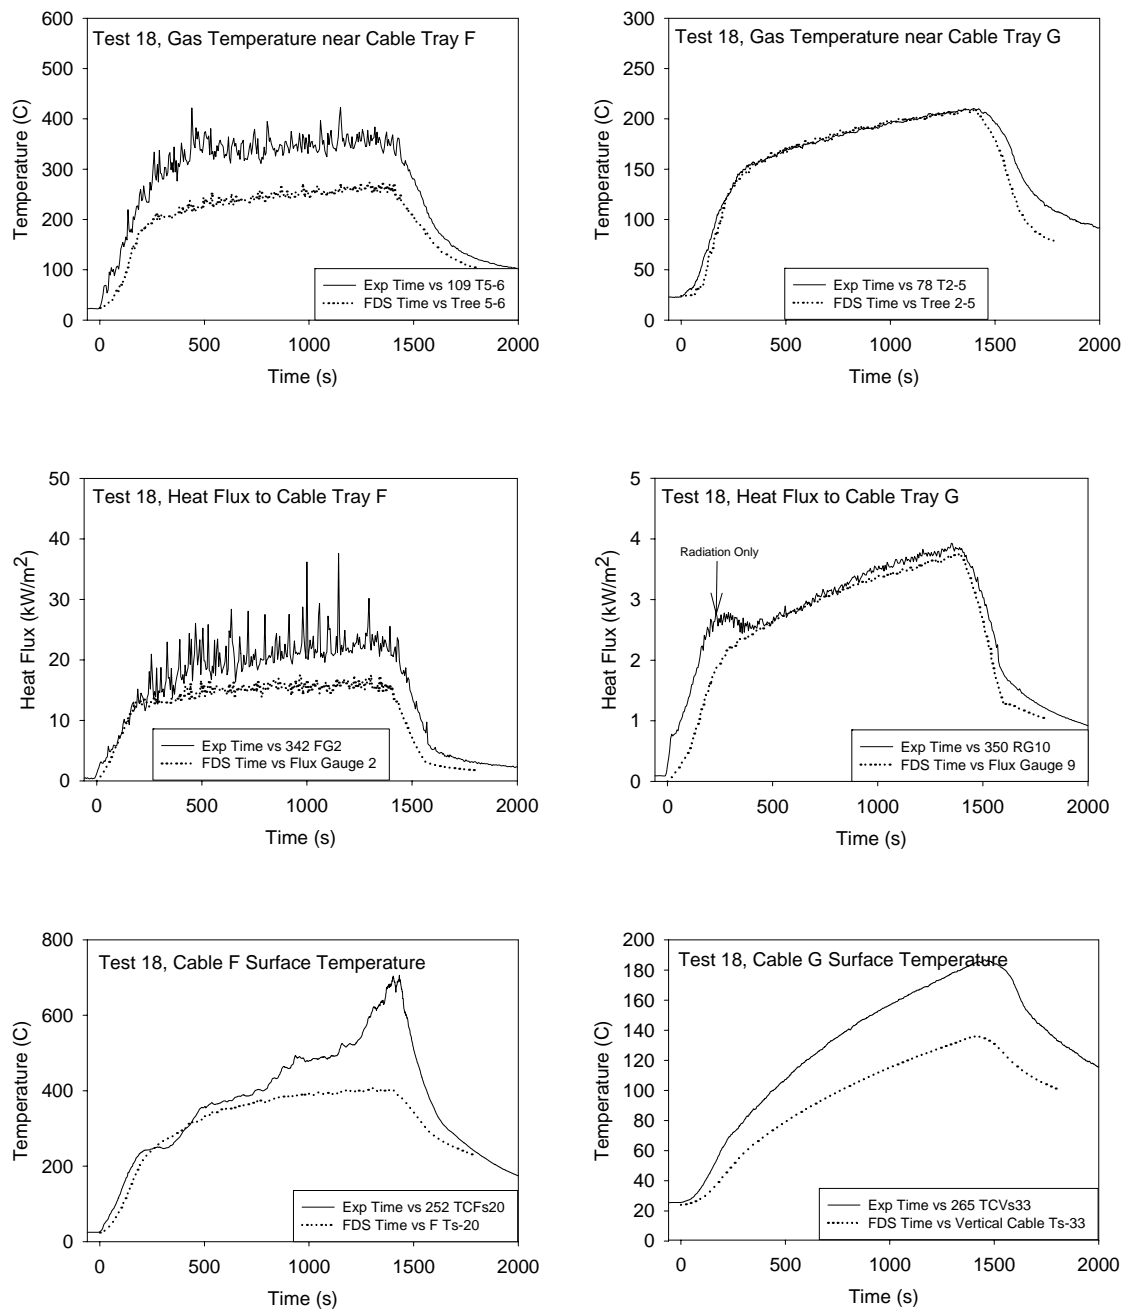 Test 18, Gas Temperature near Cable Tray F
Temperature (C)
600
500
400
300
200
100
0
0 500 1000 1500 2000
Time (s)
Exp Time vs 109 T5-6
FDS Time vs Tree 5-6
Test 18, Gas Temperature near Cable Tray G
Temperature (C)
300
250
200
150
100
50
0
0 500 1000 1500 2000
Time (s)
Exp Time vs 78 T2-5
FDS Time vs Tree 2-5
Test 18, Heat Flux to Cable Tray F
Heat Flux (kW/m2)
50
40
30
20
10
0
0 500 1000 1500 2000
Time (s)
Exp Time vs 342 FG2
FDS Time vs Flux Gauge 2
Test 18, Heat Flux to Cable Tray G
Heat Flux (kW/m2)
5
4
3
2
1
0
Radiation Only
0 500 1000 1500 2000
Time (s)
Exp Time vs 350 RG10
FDS Time vs Flux Gauge 9
Test 18, Cable F Surface Temperature
Temperature (C)
800
600
400
200
0
0 500 1000 1500 2000
Time (s)
Exp Time vs 252 TCFs20
FDS Time vs F Ts-20
Test 18, Cable G Surface Temperature
Temperature (C)
200
180
160
140
120
100
80
60
40
20
0
0 500 1000 1500 2000
Time (s)
Exp Time vs 265 TCVs33
FDS Time vs Vertical Cable Ts-33